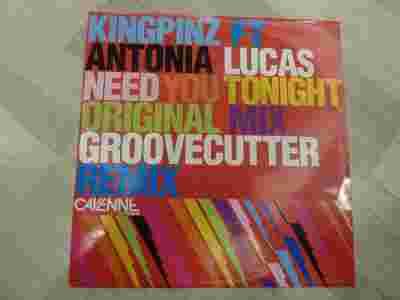 KINGPINZ FT
ANTONIA LUCAS
NEED YOU TONIGHT
ORIGINAL MIX
GROOVECUTTER
REMIX
CAYENNE